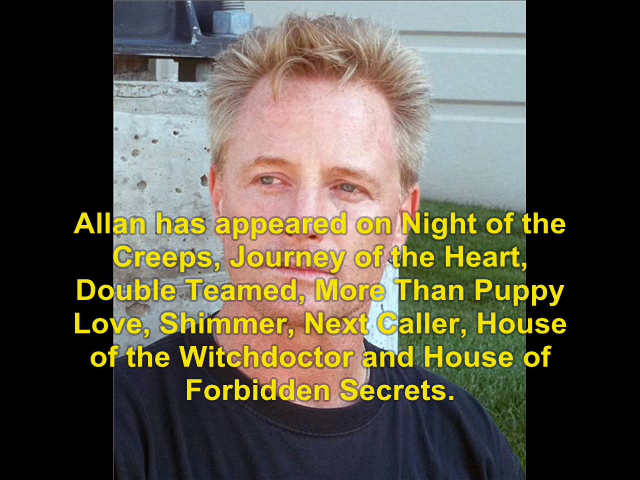 Allan has appeared on Night of the
Creeps, Journey of the Heart,
Double Teamed, More Than Puppy
Love, Shimmer, Next Caller, House
of the Witchdoctor and House of
Forbidden Secrets.